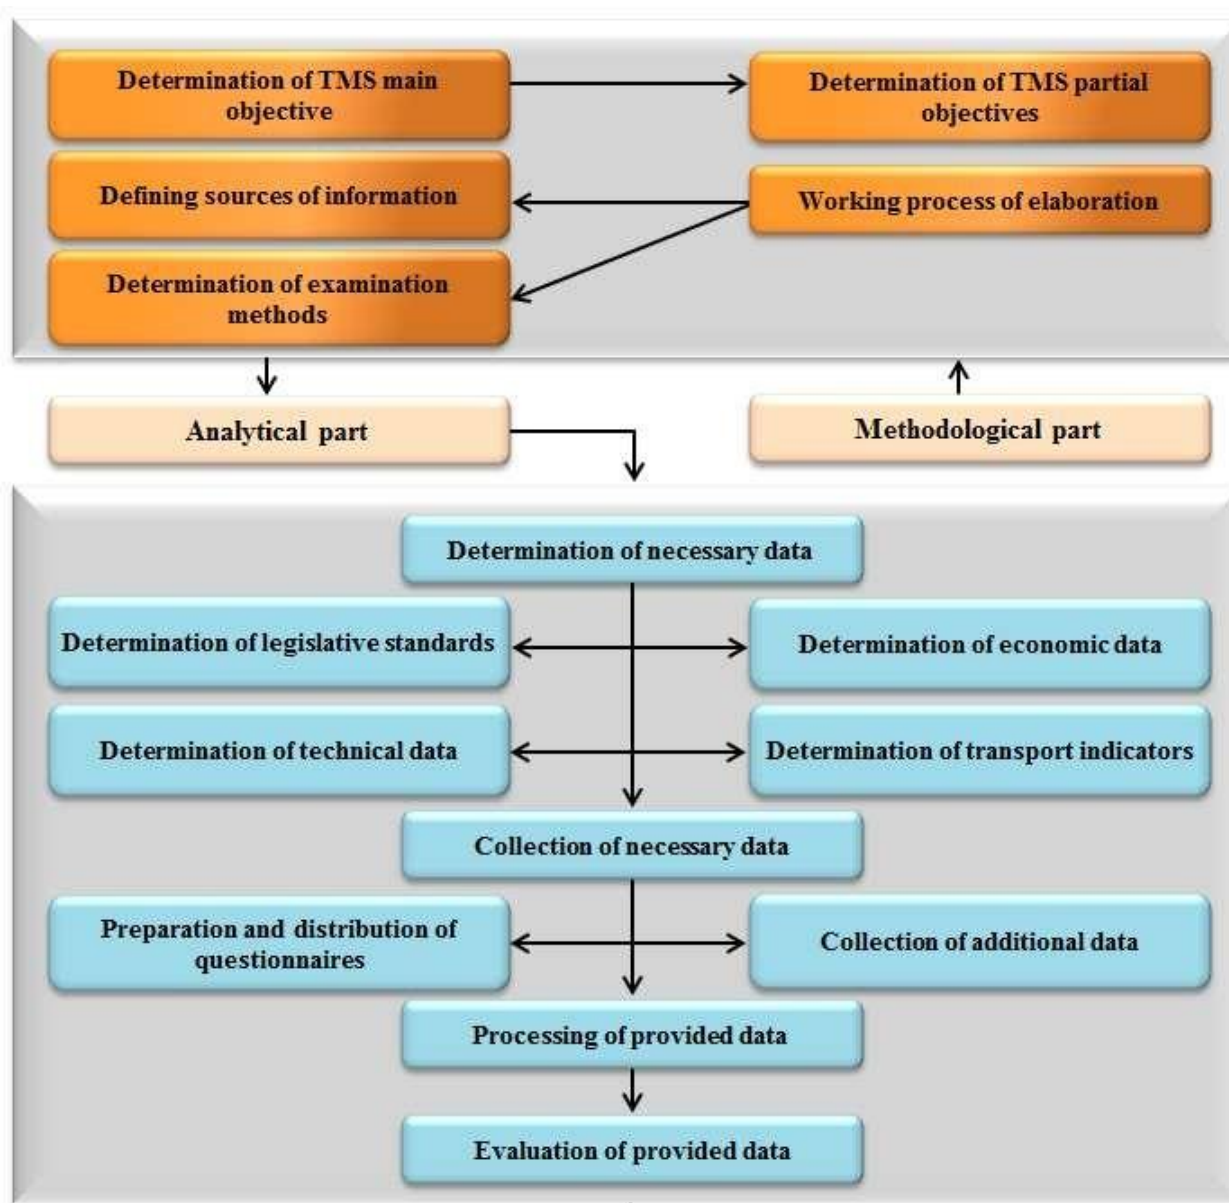 Determination of TMS main
objective
Determination of TMS partial
objectives
Defining sources of information
Working process of elaboration
Determination of examination
methods
Analytical part
Methodological part
Determination of necessary data
Determination of legislative standards
Determination of economic data
Determination of technical data
Determination of transport indicators
Collection of necessary data
Preparation and distribution of
questionnaires
Collection of additional data
Processing of provided data
Evaluation of provided data